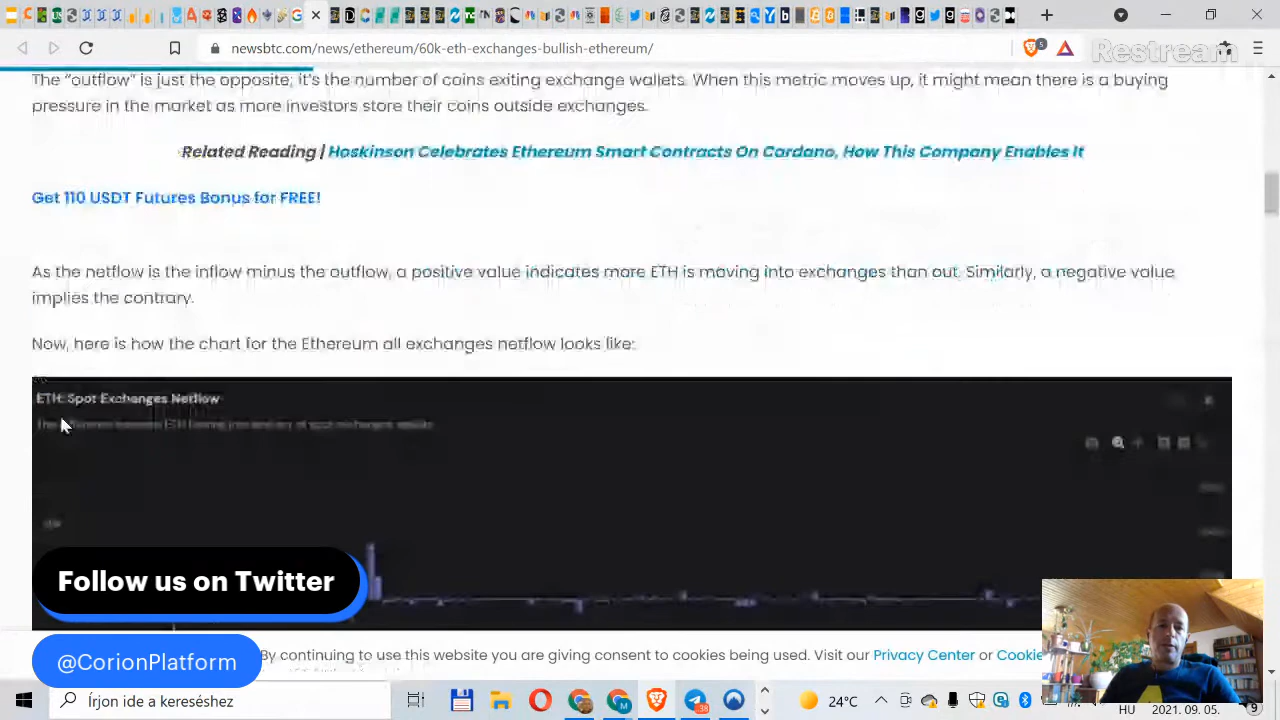 newsbtc.com/news/ethereum/60k-eth-exchanges-bullish-ethereum/
5
Restream
The “outflow” is just the opposite; it's the number of coins exiting exchange wallets. When this metric moves up, it might mean there is a buying
pressure in the market as more investors store their coins outside exchanges.
Related Reading | Hoskinson Celebrates Ethereum Smart Contracts On Cardano, How This Company Enables It
Get 110 USDT Futures Bonus for FREE!
As the netflow is the inflow minus the outflow, a positive value indicates more ETH is moving into exchanges than out. Similarly, a negative value
implies the contrary.
Now, here is how the chart for the Ethereum all exchanges netflow looks like:
ETH: Spot Exchanges Netflow
Follow us on Twitter
@CorionPlatform
By continuing to use this website you are giving consent to cookies being used. Visit our Privacy Center or Cookie
Írjon ide a kereséshez
24°C
HU
2021. 09. 05.